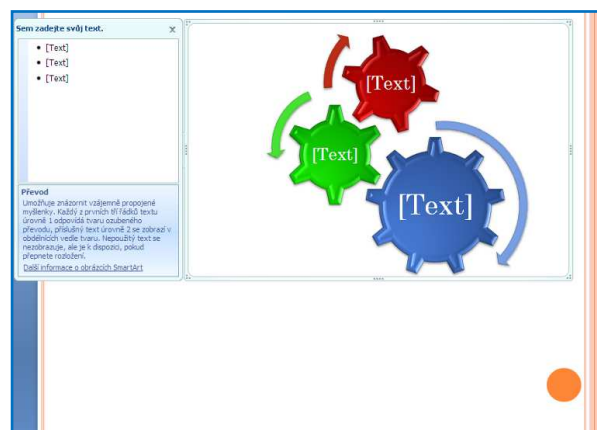 Sem zadejte svůj text.
[Text]
[Text]
[Text]
Převod
Umožňuje znázornit vzájemně propojené
myšlenky. Každý z prvních tří řádků textu
úrovně 1 odpovídá tvaru ozubeného
převodu, příslušný text úrovně 2 se zobrazí v
obdélnících vedle tvaru. Nepoužitý text se
nezobrazuje, ale je k dispozici, pokud
přepnete rozložení.
Další informace o obrázcích SmartArt
[Text]
[Text]
[Text]